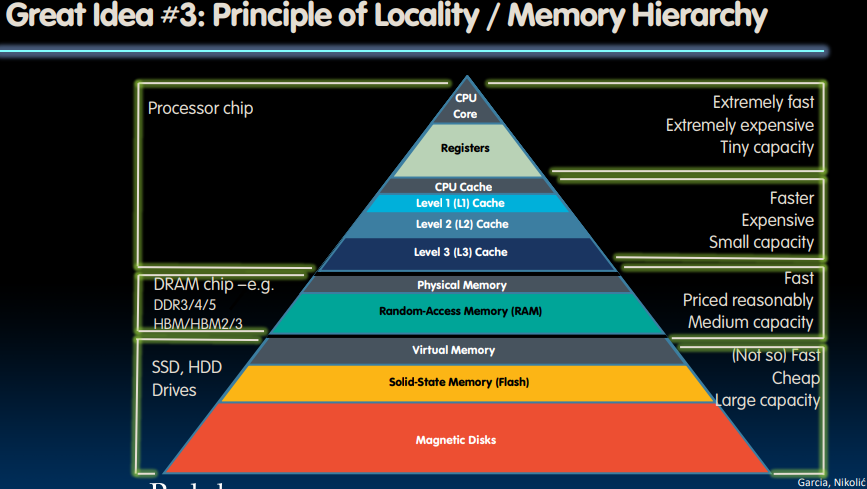 Great Idea #3: Principle of Locality / Memory Hierarchy
Processor chip
CPU
Core
Registers
CPU Cache
Level 1 (L1) Cache
Level 2 (L2) Cache
Level 3 (L3) Cache
Extremely fast
Extremely expensive
Tiny capacity
Faster
Expensive
Small capacity
DRAM chip –e.g.
DDR3/4/5
HBM/HBM2/3
Physical Memory
Random-Access Memory (RAM)
Fast
Priced reasonably
Medium capacity
SSD, HDD
Drives
Virtual Memory
Solid-State Memory (Flash)
Magnetic Disks
(Not so) Fast
Cheap
Large capacity
Garcia, Nikolić